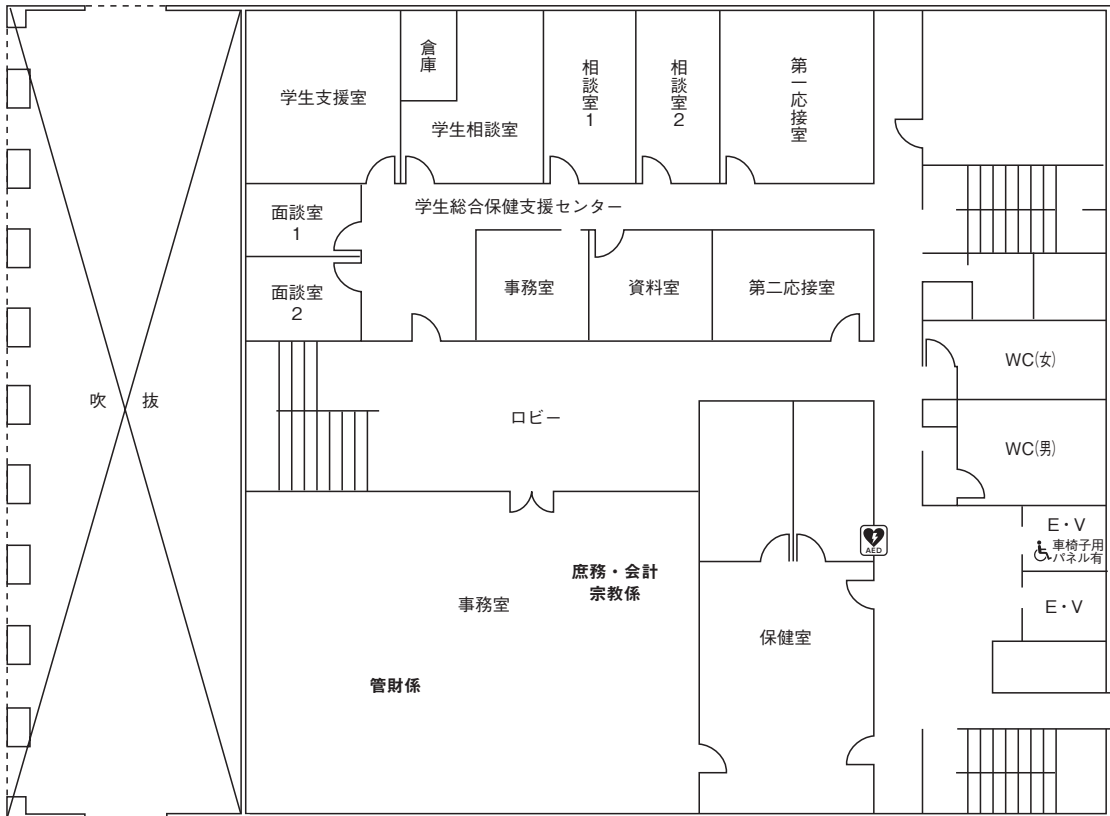 倉庫
学生支援室
学生相談室
相談室1
相談室2
第一応接室
学生総合保健支援センター
面談室
1
面談室
2
事務室
資料室
第二応接室
WC(女)
吹 抜
ロビー
WC(男)
AED
E・V
車椅子用
パネル有
庶務・会計
宗教係
事務室
E・V
保健室
管財係